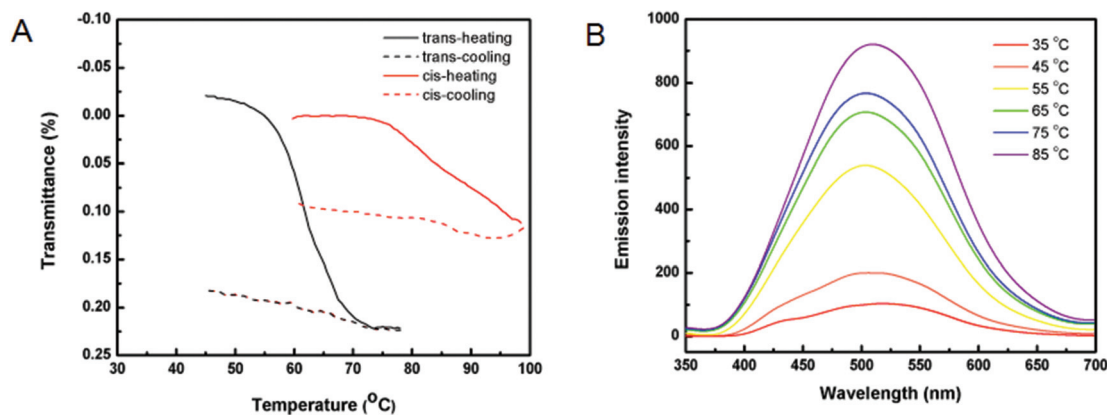 A
-0.10
-0.05
0.00
0.05
0.10
0.15
0.20
0.25
Transmittance (%)
trans-heating
trans-cooling
cis-heating
cis-cooling
30 40 50 60 70 80 90 100
Temperature (⁰C)
B
1000
800
600
400
200
0
Emission intensity
35 °C
45 °C
55 °C
65 °C
75 °C
85 °C
350 400 450 500 550 600 650 700
Wavelength (nm)